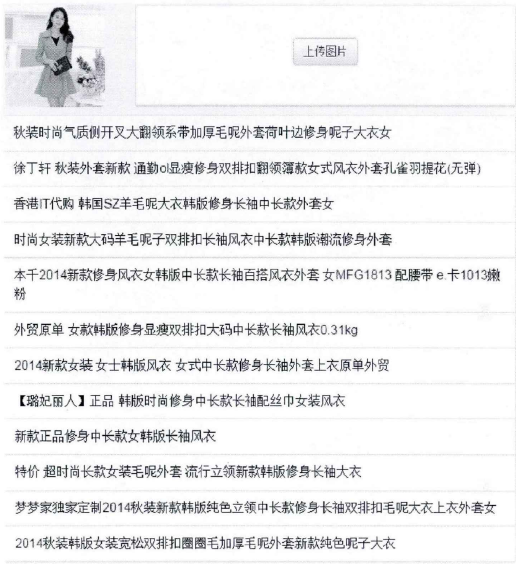 上传图片
秋装时尚气质侧开叉大翻领系带加厚毛呢外套荷叶边修身呢子大衣女
徐丁轩 秋装外套新款 通勤ol显瘦修身双排扣翻领薄款女式风衣外套孔雀羽提花(无弹)
香港IT代购 韩国SZ羊毛呢大衣韩版修身长袖中长款外套女
时尚女装新款大码羊毛呢子双排扣长袖风衣中长款韩版潮流修身外套
本千2014新款修身风衣女韩版中长款长袖百搭风衣外套 女MFG1813 配腰带 e.卡1013嫩
粉
外贸原单 女款韩版修身显瘦双排扣大码中长款长袖风衣0.31kg
2014新款女装 女士韩版风衣 女式中长款修身长袖外套上衣原单外贸
【璐妃丽人】正品 韩版时尚修身中长款长袖配丝巾女装风衣
新款正品修身中长款女韩版长袖风衣
特价 超时尚长款女装毛呢外套 流行立领新款韩版修身长袖大衣
梦梦家独家定制2014秋装新款韩版纯色立领中长款修身长袖双排扣毛呢大衣上衣外套女
2014秋装韩版女装宽松双排扣圈圈毛加厚毛呢外套新款纯色呢子大衣